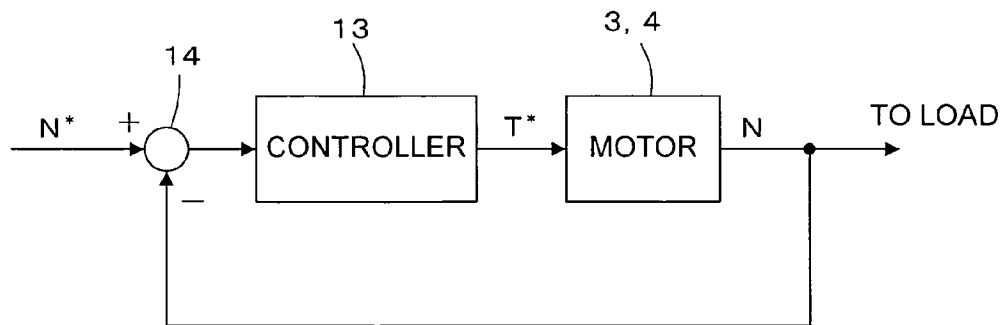 3, 4
13
14
N*
+
CONTROLLER
T*
MOTOR
N
TO LOAD
−